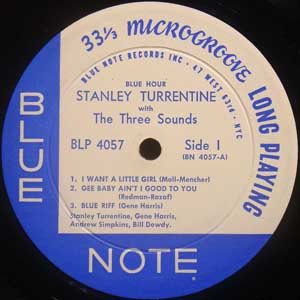 33⅓ MICROGROOVE LONG PLAYING
BLUE NOTE RECORDS INC · 47 WEST 63rd · NYC
BLUE HOUR
STANLEY TURRENTINE
with
The Three Sounds
BLP 4057 Side 1
(BN 4057-A)
1. I WANT A LITTLE GIRL (Moll-Mencher)
2. GEE BABY AIN'T I GOOD TO YOU
(Redman-Razaf)
3. BLUE RIFF (Gene Harris)
Stanley Turrentine, Gene Harris,
Andrew Simpkins, Bill Dowdy.
BLUE
NOTE